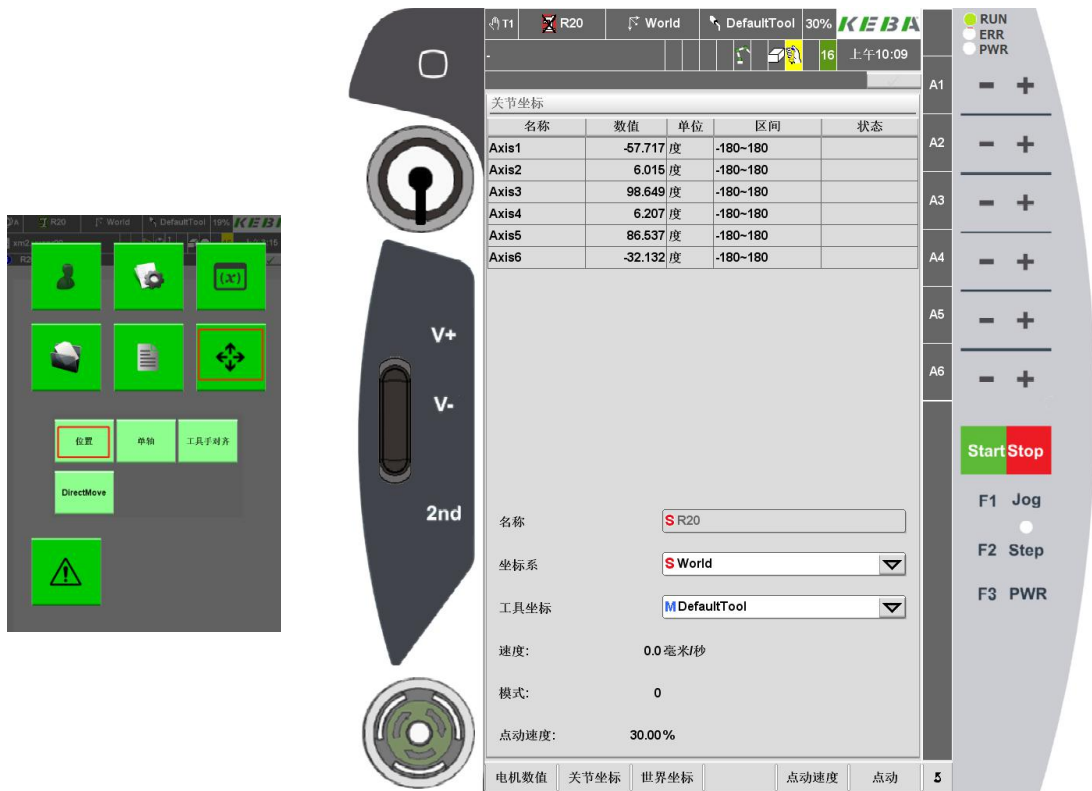 A R20 World DefaultTool 19% KEBA
xm2
R2
(x)
位置 单轴 工具手对齐
DirectMove
T1 R20 World DefaultTool 30% KEBA
- 16 上午10:09
关节坐标
名称 数值 单位 区间 状态
Axis1 -57.717 度 -180~180
Axis2 6.015 度 -180~180
Axis3 98.649 度 -180~180
Axis4 6.207 度 -180~180
Axis5 86.537 度 -180~180
Axis6 -32.132 度 -180~180
名称 S R20
坐标系 S World
工具坐标 M DefaultTool
速度: 0.0 毫米/秒
模式: 0
点动速度: 30.00 %
电机数值 关节坐标 世界坐标 点动速度 点动 5
V+
V-
2nd
A1
A2
A3
A4
A5
A6
RUN
ERR
PWR
- +
- +
- +
- +
- +
- +
Start Stop
F1 Jog
F2 Step
F3 PWR